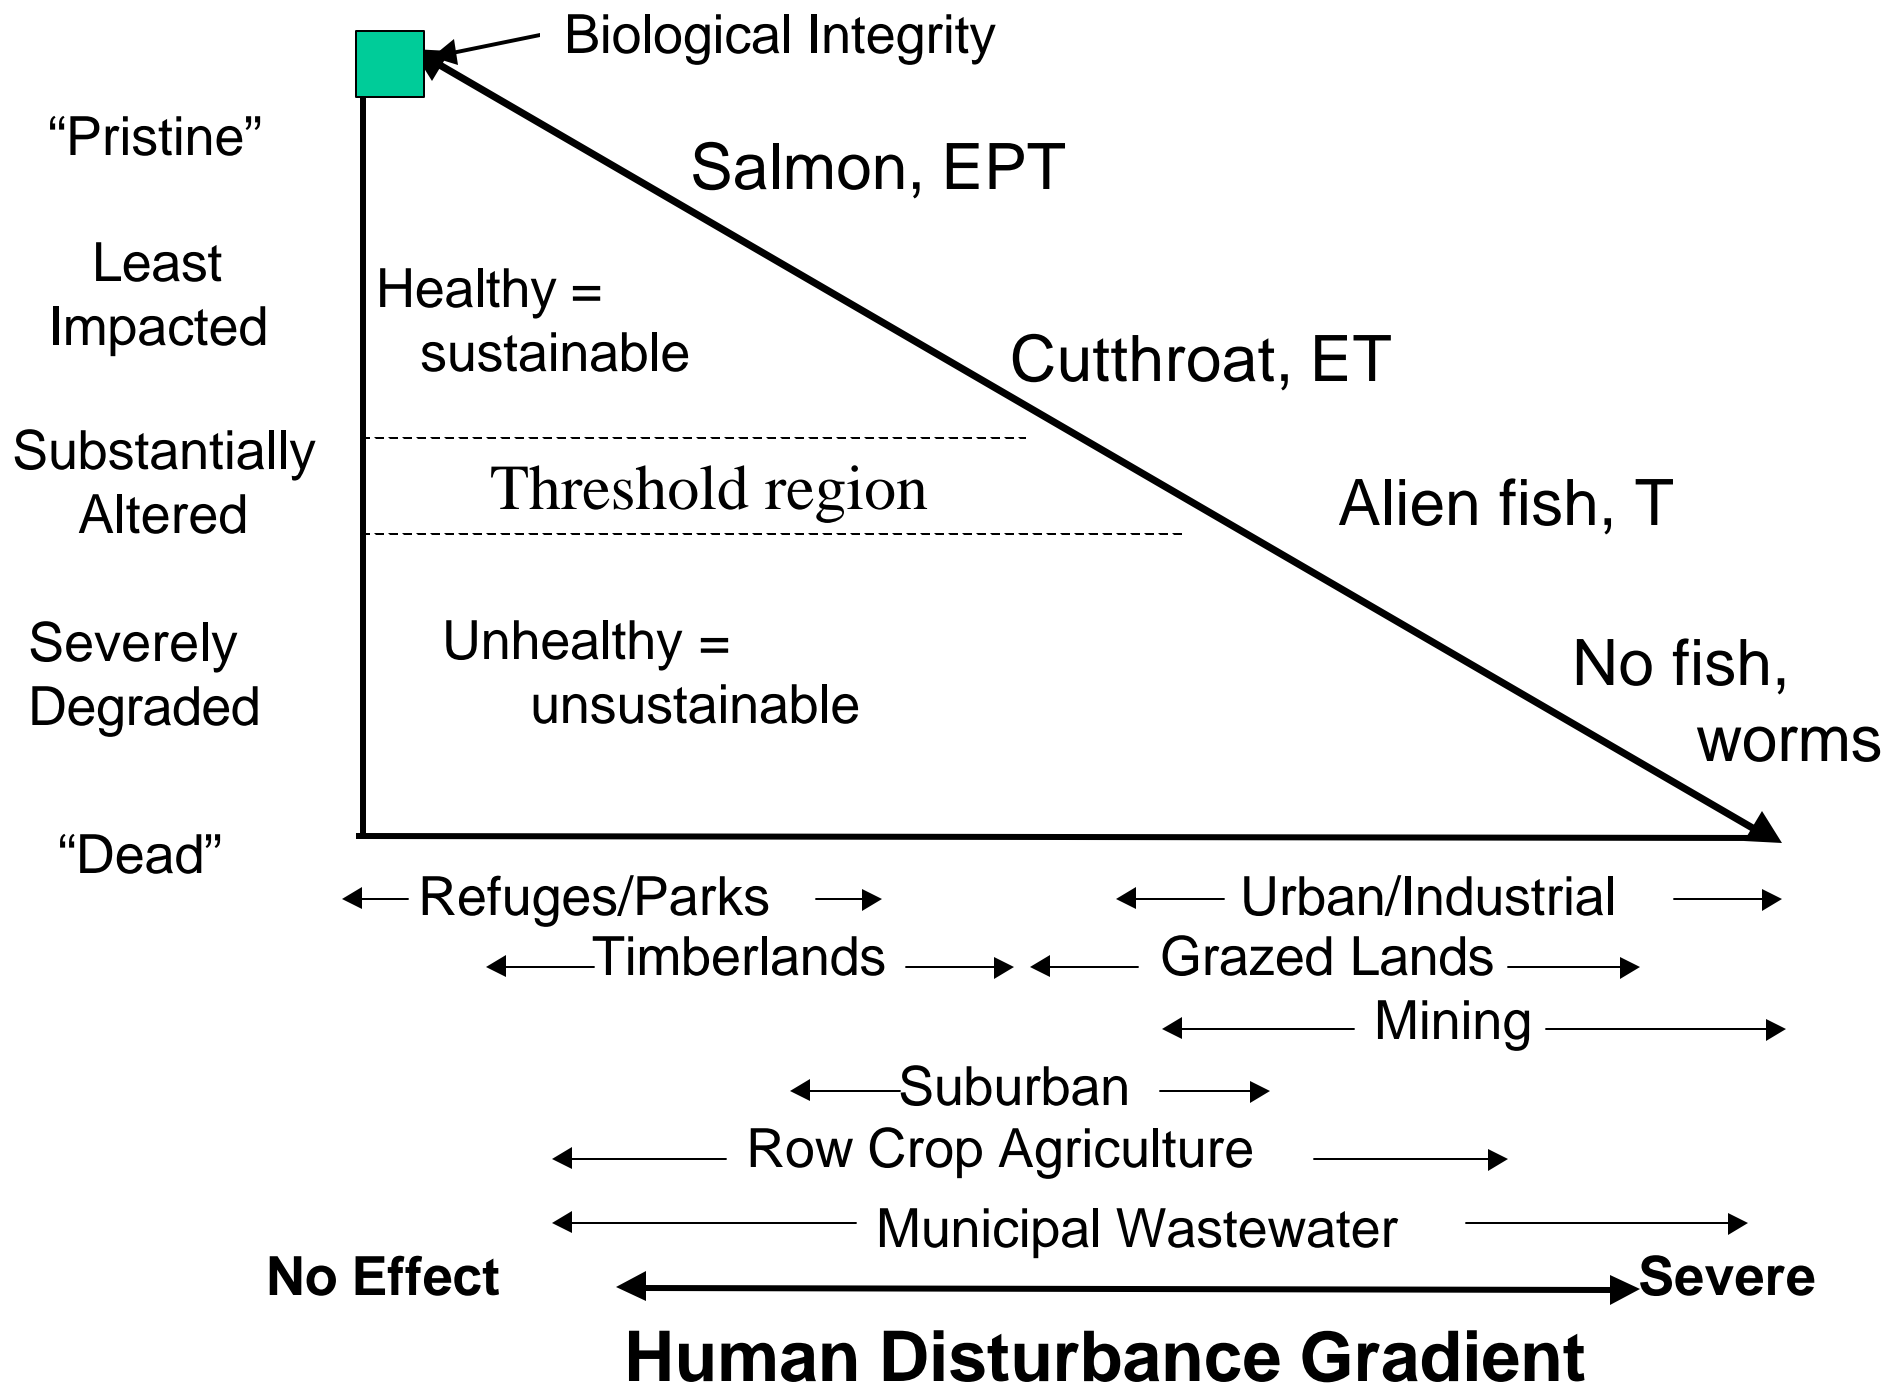 Biological Integrity
“Pristine”
Salmon, EPT
Least
Impacted
Healthy =
sustainable
Cutthroat, ET
Substantially
Altered
Threshold region
Alien fish, T
Severely
Degraded
Unhealthy =
unsustainable
No fish,
worms
“Dead”
Refuges/Parks
Urban/Industrial
Timberlands
Grazed Lands
Mining
Suburban
Row Crop Agriculture
Municipal Wastewater
No Effect
Severe
Human Disturbance Gradient